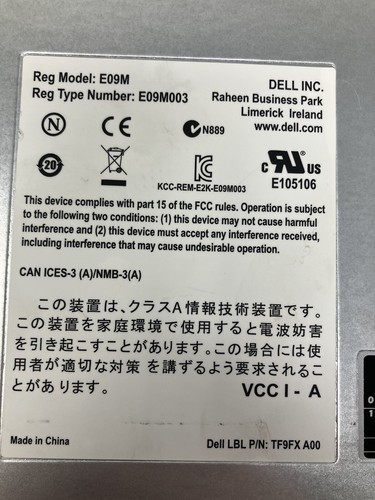 Reg Model: E09M
Reg Type Number: E09M003
DELL INC.
Raheen Business Park
Limerick Ireland
www.dell.com
N
CE
N889
20
KCC-REM-E2K-E09M003
c UL US
E105106
This device complies with part 15 of the FCC rules. Operation is subject
to the following two conditions: (1) this device may not cause harmful
interference and (2) this device must accept any interference received,
including interference that may cause undesirable operation.
CAN ICES-3 (A)/NMB-3(A)
この装置は、クラスA情報技術装置です。
この装置を家庭環境で使用すると電波妨害
を引き起こすことがあります。この場合には使
用者が適切な対策 を講ずるよう要求されるこ
とがあります。
VCCI-A
Made in China
Dell LBL P/N: TF9FX A00
0
1